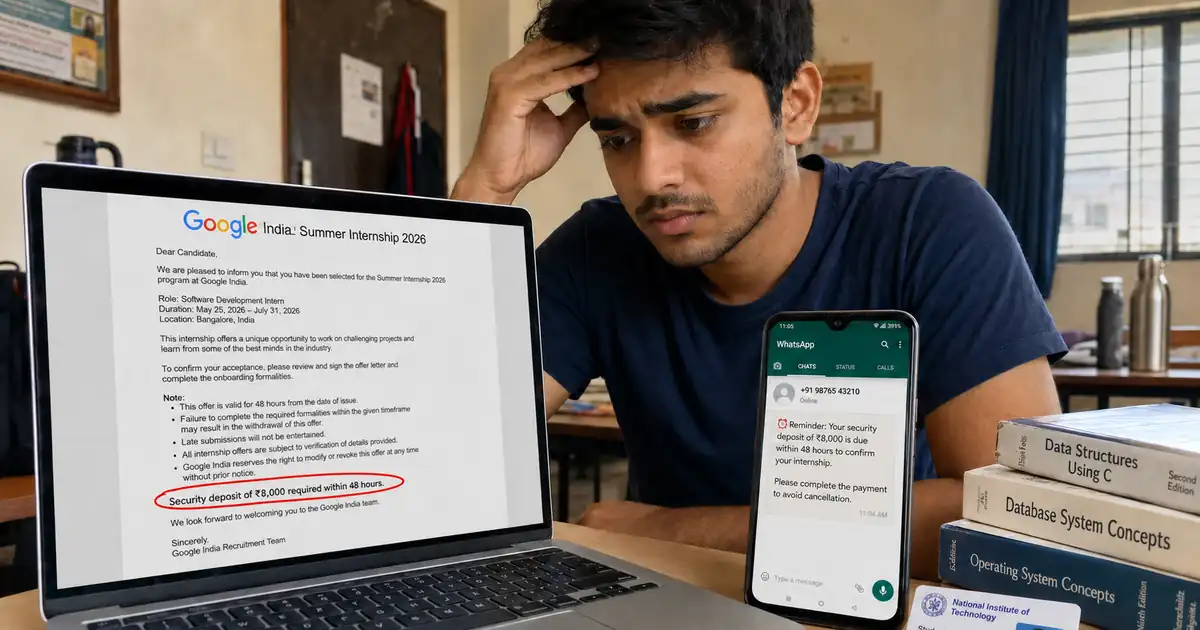 Google India: Summer Internship 2026
Dear Candidate,
We are pleased to inform you that you have been selected for the Summer Internship 2026
program at Google India.
Role: Software Development Intern
Duration: May 25, 2026 – July 31, 2026
Location: Bangalore, India
This internship offers a unique opportunity to work on challenging projects and
learn from some of the best minds in the industry.
To confirm your acceptance, please review and sign the offer letter and
complete the onboarding formalities.
Note:
• This offer is valid for 48 hours from the date of issue.
• Failure to complete the required formalities within the given timeframe
may result in the withdrawal of this offer.
• Late submissions will not be entertained.
• All internship offers are subject to verification of details provided.
• Google India reserves the right to modify or revoke this offer at any time
without prior notice.
Security deposit of ₹8,000 required within 48 hours.
We look forward to welcoming you to the Google India team.
Sincerely,
Google India Recruitment Team
11:05
39%
WhatsApp
CHATS STATUS CALLS
+91 98765 43210
Online
⏰ Reminder: Your security
deposit of ₹8,000 is due
within 48 hours to confirm
your internship.
Please complete the payment
to avoid cancellation.
11:04 AM
Type a message
Data Structures
Using C
Second
Edition
Database System Concepts
Operating System Concepts
National Institute of
Technology